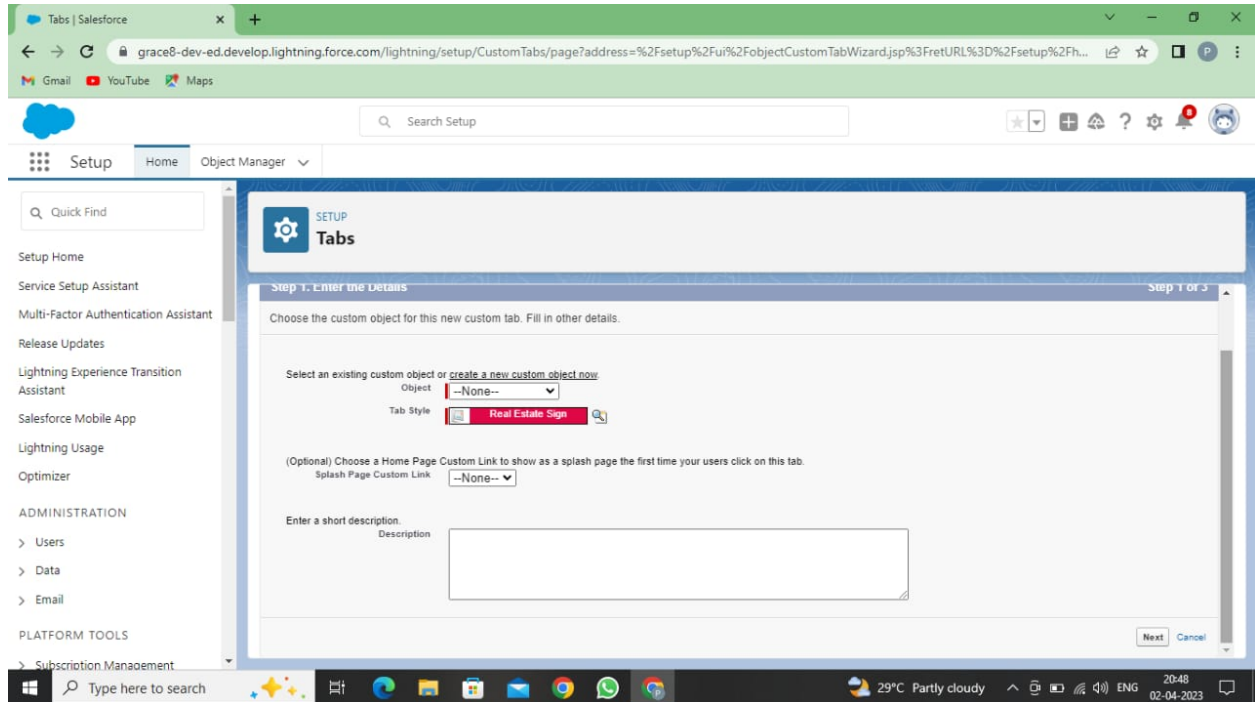 Tabs | Salesforce
grace8-dev-ed.develop.lightning.force.com/lightning/setup/CustomTabs/page?address=%2Fsetup%2Fui%2FobjectCustomTabWizard.jsp%3FretURL%3D%2Fsetup%2Fh...
P
Gmail YouTube Maps
Search Setup
Setup Home Object Manager
Quick Find
Setup Home
Service Setup Assistant
Multi-Factor Authentication Assistant
Release Updates
Lightning Experience Transition
Assistant
Salesforce Mobile App
Lightning Usage
Optimizer
ADMINISTRATION
Users
Data
Email
PLATFORM TOOLS
Subscription Management
SETUP
Tabs
Step 1. Enter the Details Step 1 of 3
Choose the custom object for this new custom tab. Fill in other details.
Select an existing custom object or create a new custom object now.
Object --None--
Tab Style Real Estate Sign
(Optional) Choose a Home Page Custom Link to show as a splash page the first time your users click on this tab.
Splash Page Custom Link --None--
Enter a short description.
Description
Next Cancel
Type here to search
29°C Partly cloudy
ENG
20:48
02-04-2023